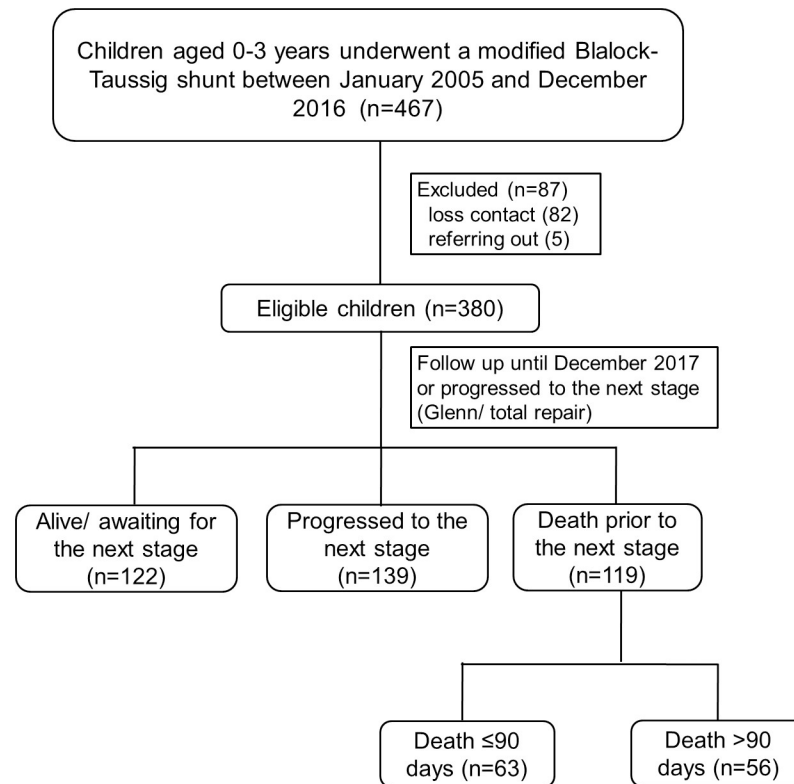 Children aged 0-3 years underwent a modified Blalock-
Taussig shunt between January 2005 and December
2016 (n=467)
Excluded (n=87)
loss contact (82)
referring out (5)
Eligible children (n=380)
Follow up until December 2017
or progressed to the next stage
(Glenn/ total repair)
Alive/ awaiting for
the next stage
(n=122)
Progressed to the
next stage
(n=139)
Death prior to
the next stage
(n=119)
Death ≤90
days (n=63)
Death >90
days (n=56)